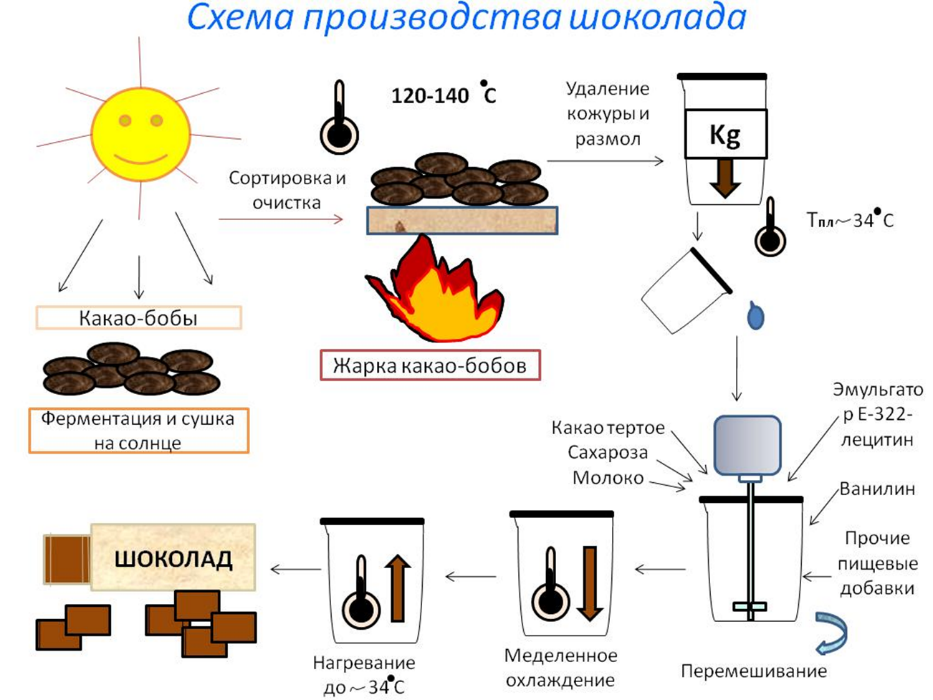 Схема производства шоколада
120-140 °C
Удаление
кожуры и
размол
Kg
Сортировка и
очистка
Тпл~34°С
Какао-бобы
Жарка какао-бобов
Ферментация и сушка
на солнце
Эмульгато
р Е-322-
лецитин
Какао тертое
Сахароза
Молоко
Ванилин
Прочие
пищевые
добавки
ШОКОЛАД
Перемешивание
Меделенное
охлаждение
Нагревание
до ~ 34°С